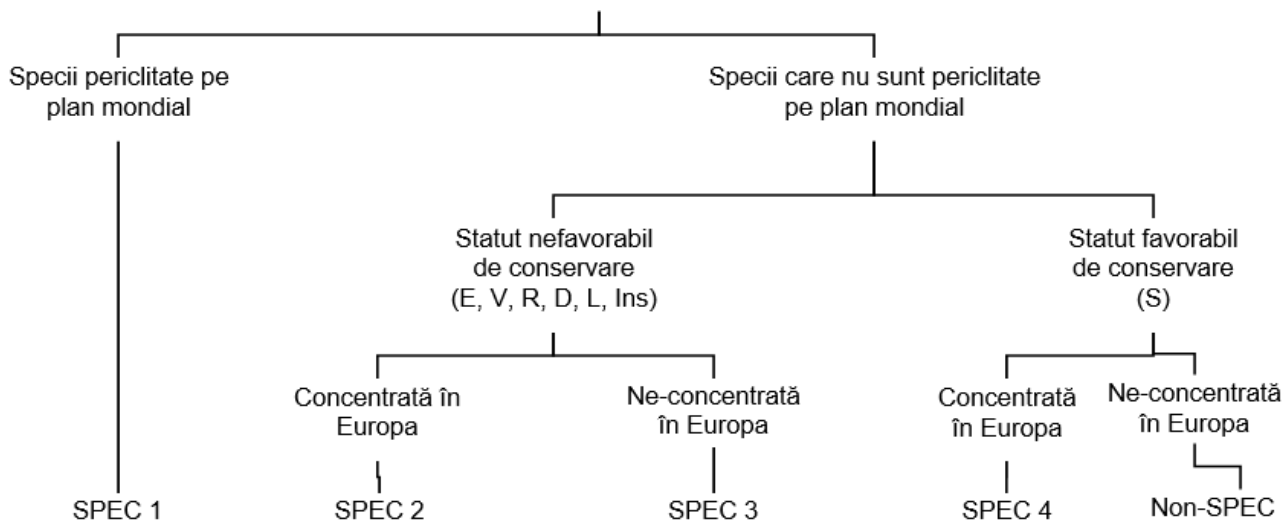 Specii periclitate pe
plan mondial
Specii care nu sunt periclitate
pe plan mondial
Statut nefavorabil
de conservare
(E, V, R, D, L, Ins)
Statut favorabil
de conservare
(S)
Concentrată în
Europa
Ne-concentrată
în Europa
Concentrată
în Europa
Ne-concentrată
în Europa
SPEC 1
SPEC 2
SPEC 3
SPEC 4
Non-SPEC